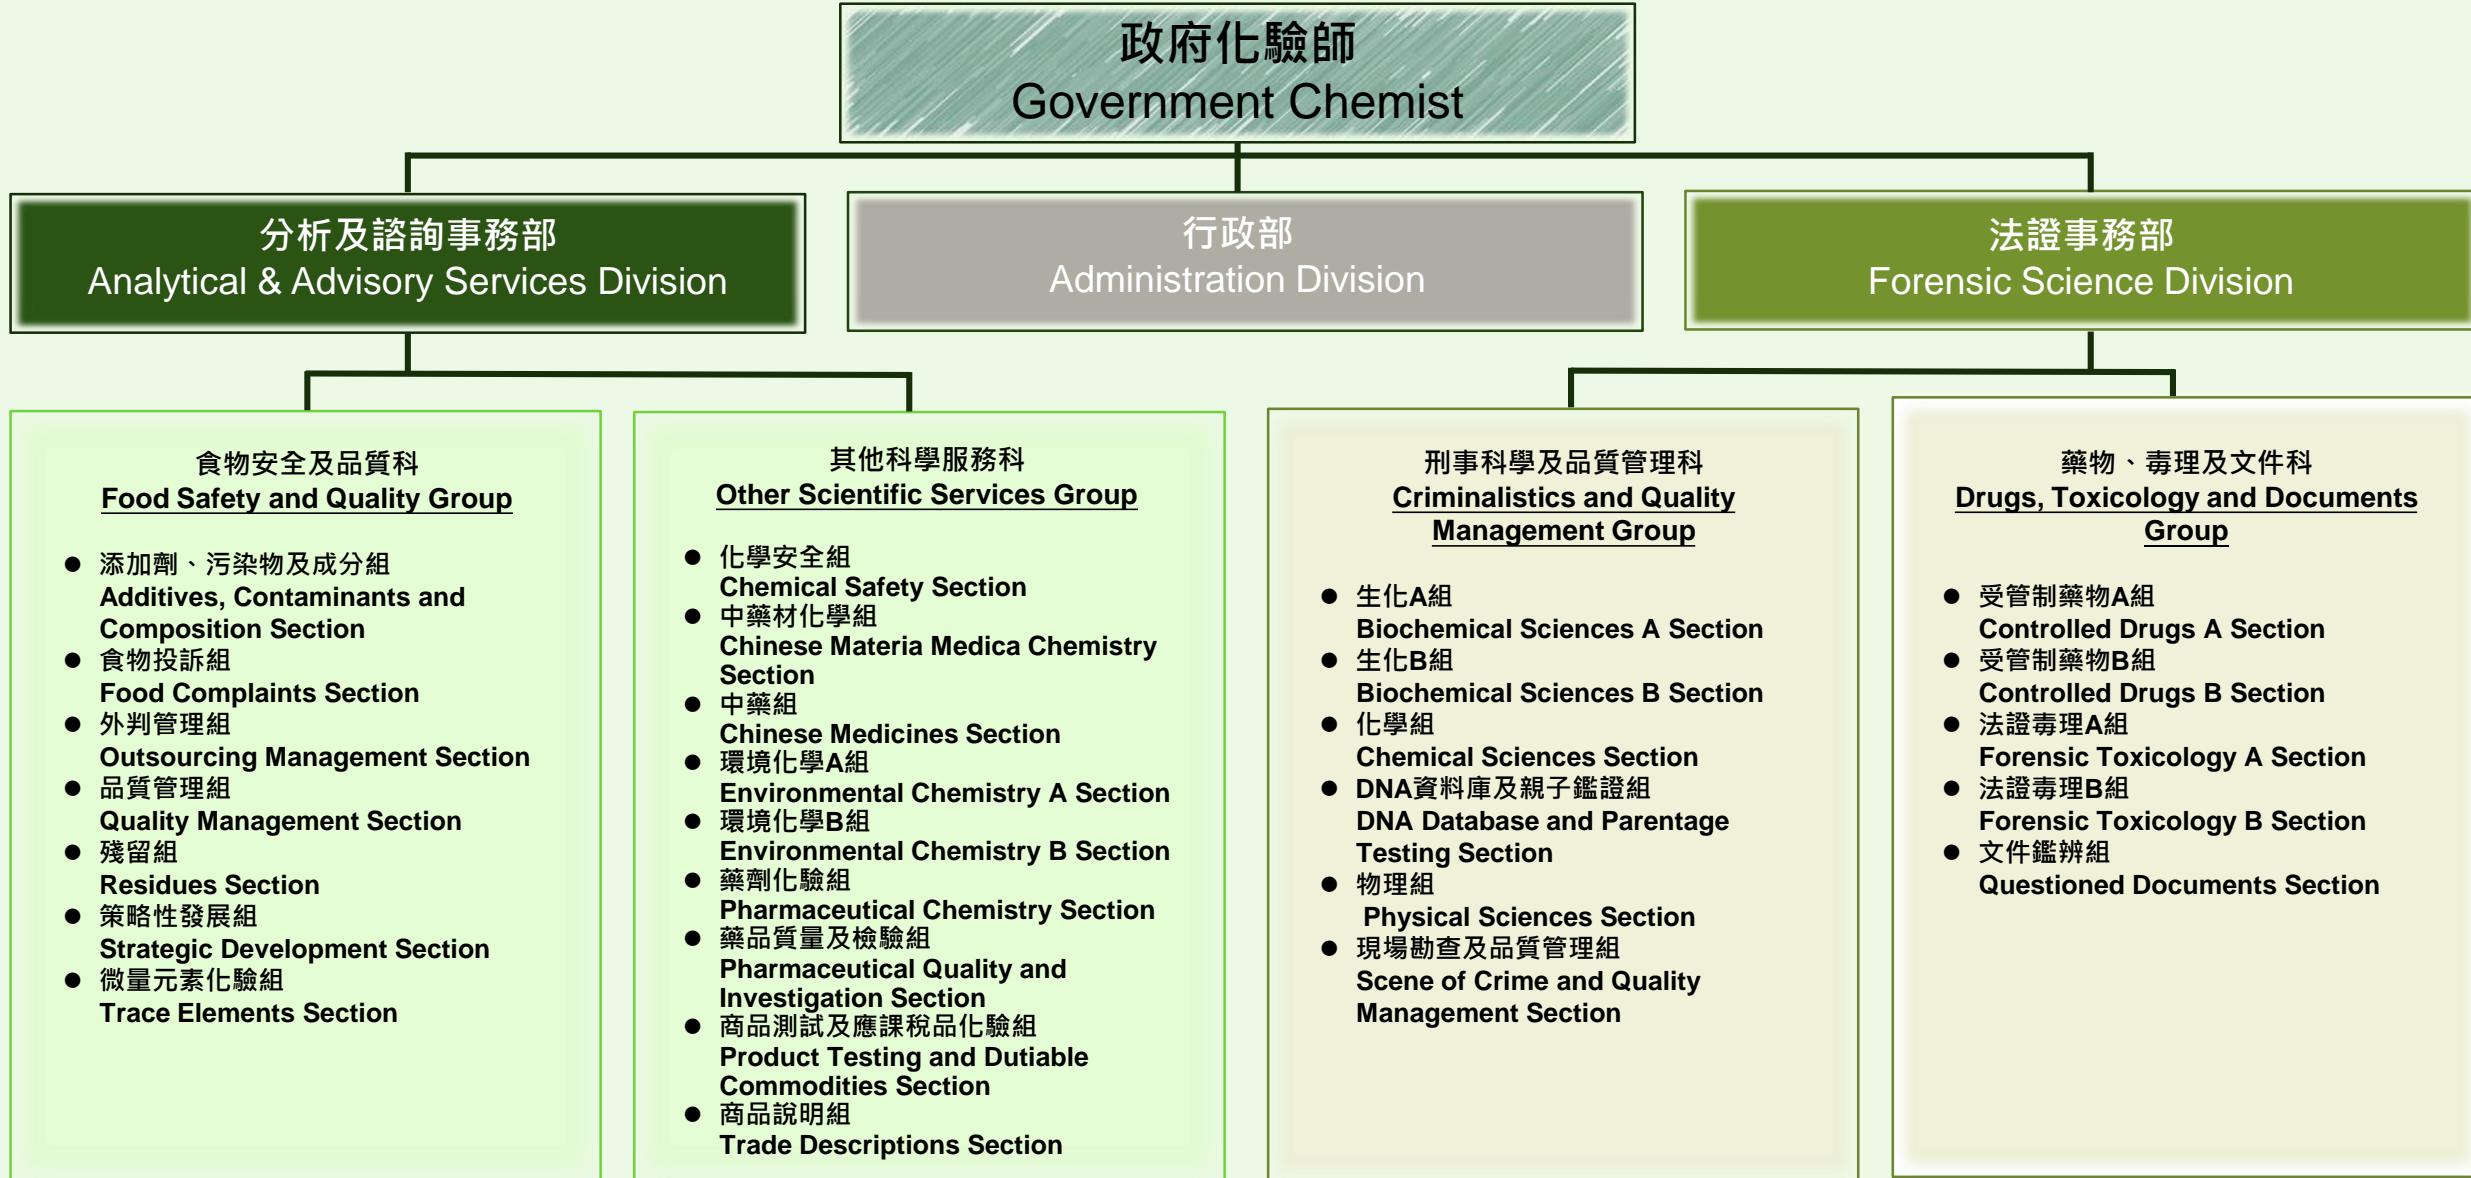 政府化驗師
Government Chemist
分析及諮詢事務部
Analytical & Advisory Services Division
行政部
Administration Division
法證事務部
Forensic Science Division
食物安全及品質科
Food Safety and Quality Group
● 添加劑、污染物及成分組
Additives, Contaminants and
Composition Section
● 食物投訴組
Food Complaints Section
● 外判管理組
Outsourcing Management Section
● 品質管理組
Quality Management Section
● 殘留組
Residues Section
● 策略性發展組
Strategic Development Section
● 微量元素化驗組
Trace Elements Section
其他科學服務科
Other Scientific Services Group
● 化學安全組
Chemical Safety Section
● 中藥材化學組
Chinese Materia Medica Chemistry
Section
● 中藥組
Chinese Medicines Section
● 環境化學A組
Environmental Chemistry A Section
● 環境化學B組
Environmental Chemistry B Section
● 藥劑化驗組
Pharmaceutical Chemistry Section
● 藥品質量及檢驗組
Pharmaceutical Quality and
Investigation Section
● 商品測試及應課稅品化驗組
Product Testing and Dutiable
Commodities Section
● 商品說明組
Trade Descriptions Section
刑事科學及品質管理科
Criminalistics and Quality
Management Group
● 生化A組
Biochemical Sciences A Section
● 生化B組
Biochemical Sciences B Section
● 化學組
Chemical Sciences Section
● DNA資料庫及親子鑑證組
DNA Database and Parentage
Testing Section
● 物理組
Physical Sciences Section
● 現場勘查及品質管理組
Scene of Crime and Quality
Management Section
藥物、毒理及文件科
Drugs, Toxicology and Documents
Group
● 受管制藥物A組
Controlled Drugs A Section
● 受管制藥物B組
Controlled Drugs B Section
● 法證毒理A組
Forensic Toxicology A Section
● 法證毒理B組
Forensic Toxicology B Section
● 文件鑑辨組
Questioned Documents Section